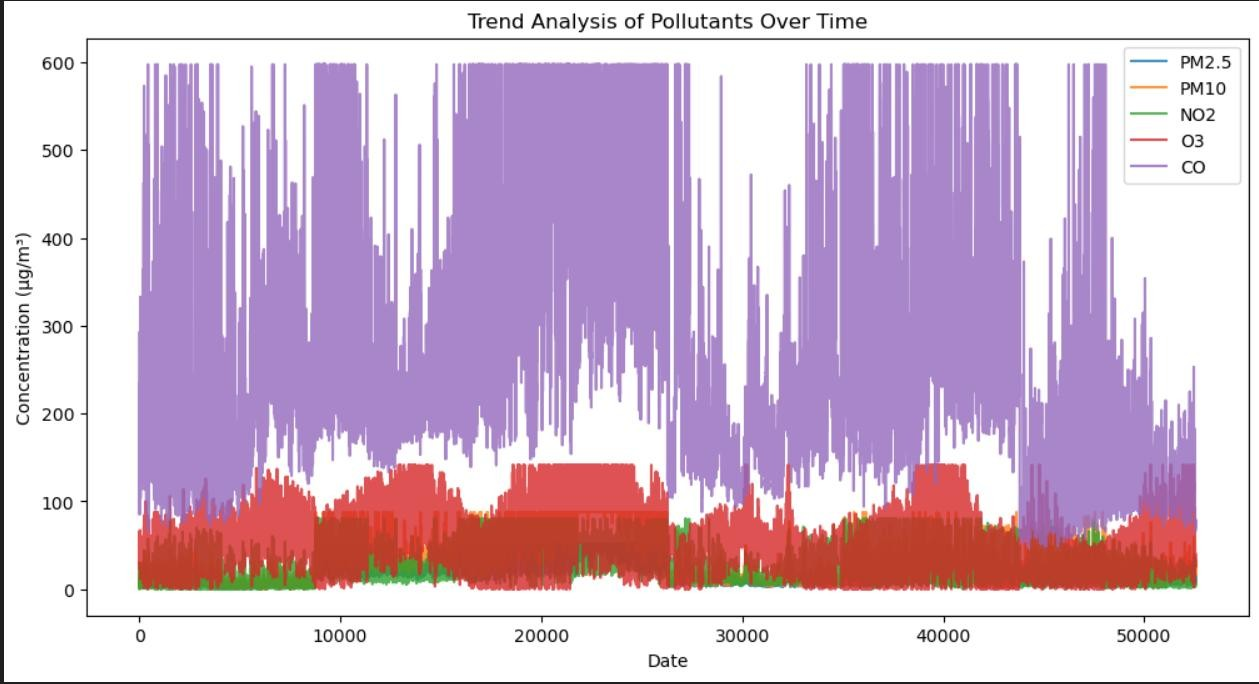 Trend Analysis of Pollutants Over Time
600
500
400
300
200
100
0
Concentration (µg/m³)
PM2.5
PM10
NO2
O3
CO
0 10000 20000 30000 40000 50000
Date